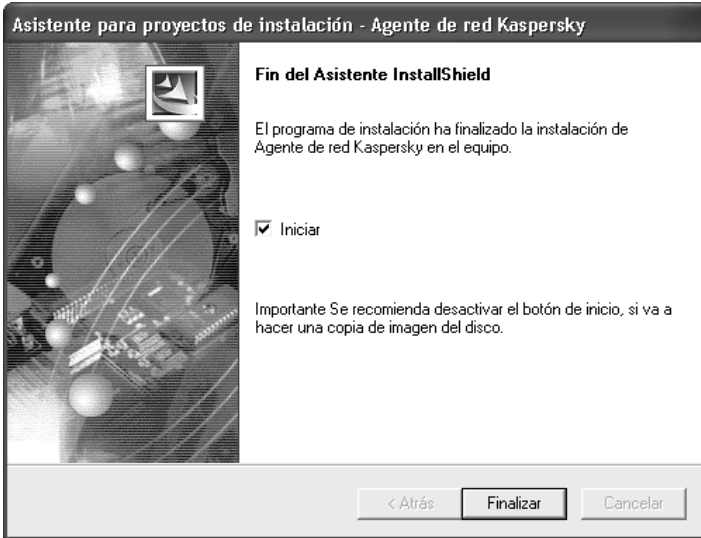 Asistente para proyectos de instalación - Agente de red Kaspersky
Fin del Asistente InstallShield
El programa de instalación ha finalizado la instalación de
Agente de red Kaspersky en el equipo.
Iniciar
Importante Se recomienda desactivar el botón de inicio, si va a
hacer una copia de imagen del disco.
< Atrás Finalizar Cancelar